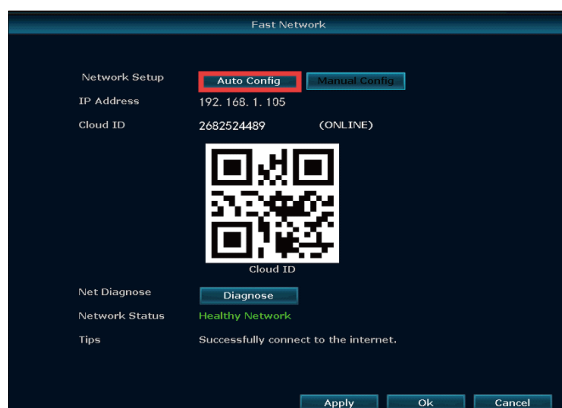 Fast Network
Network Setup Auto Config Manual Config
IP Address 192. 168. 1. 105
Cloud ID 2682524489 (ONLINE)
Cloud ID
Net Diagnose Diagnose
Network Status Healthy Network
Tips Successfully connect to the internet.
Apply Ok Cancel